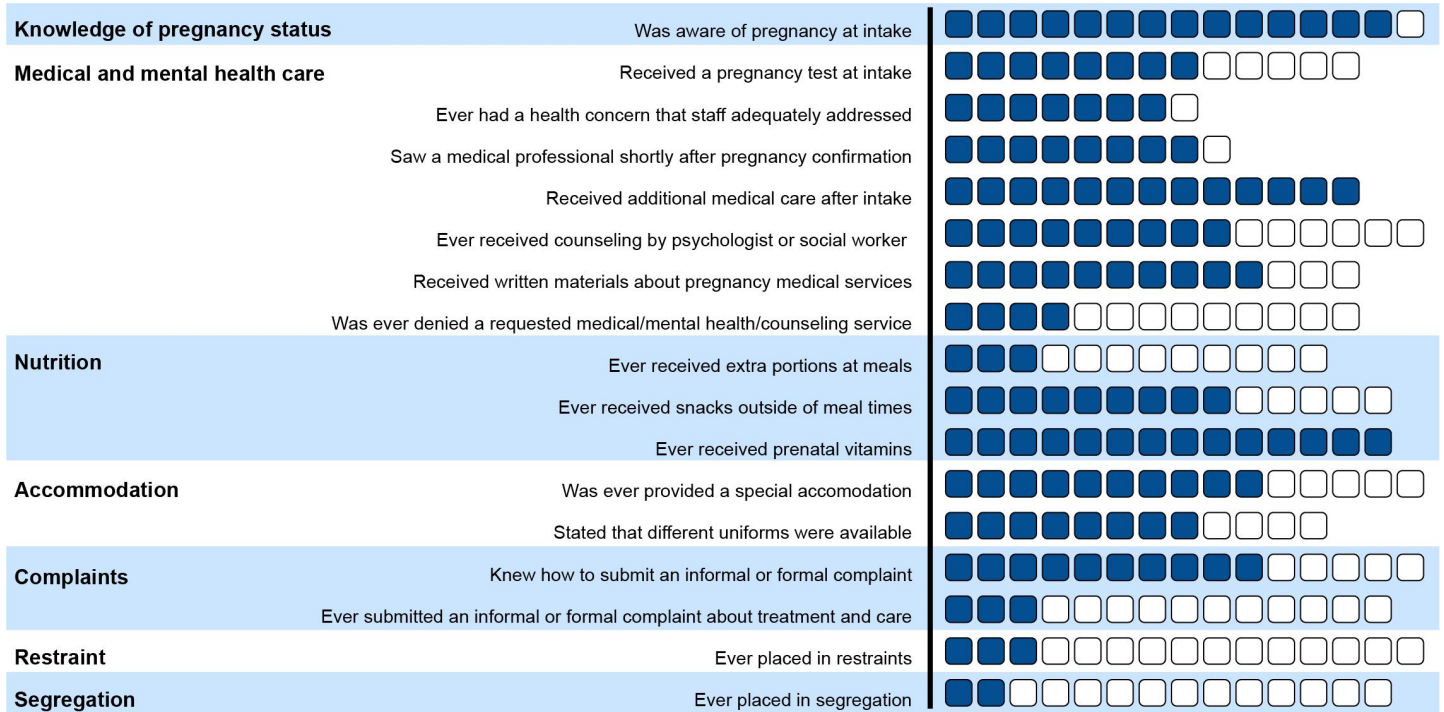 Knowledge of pregnancy status Was aware of pregnancy at intake
Medical and mental health care Received a pregnancy test at intake
Ever had a health concern that staff adequately addressed
Saw a medical professional shortly after pregnancy confirmation
Received additional medical care after intake
Ever received counseling by psychologist or social worker
Received written materials about pregnancy medical services
Was ever denied a requested medical/mental health/counseling service
Nutrition Ever received extra portions at meals
Ever received snacks outside of meal times
Ever received prenatal vitamins
Accommodation Was ever provided a special accomodation
Stated that different uniforms were available
Complaints Knew how to submit an informal or formal complaint
Ever submitted an informal or formal complaint about treatment and care
Restraint Ever placed in restraints
Segregation Ever placed in segregation